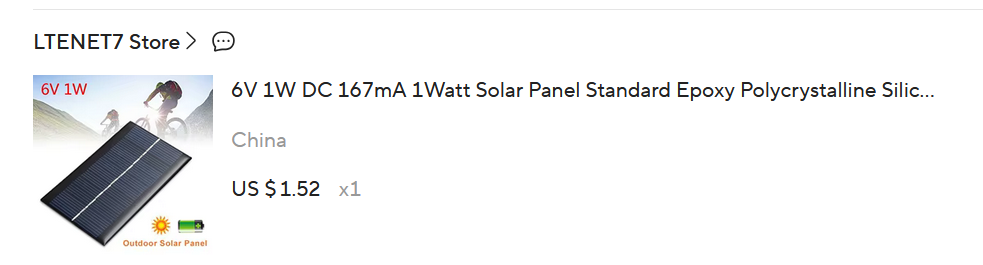 LTENET7 Store
6V 1W
6V 1W DC 167mA 1Watt Solar Panel Standard Epoxy Polycrystalline Silic...
China
US $1.52 x1
Outdoor Solar Panel